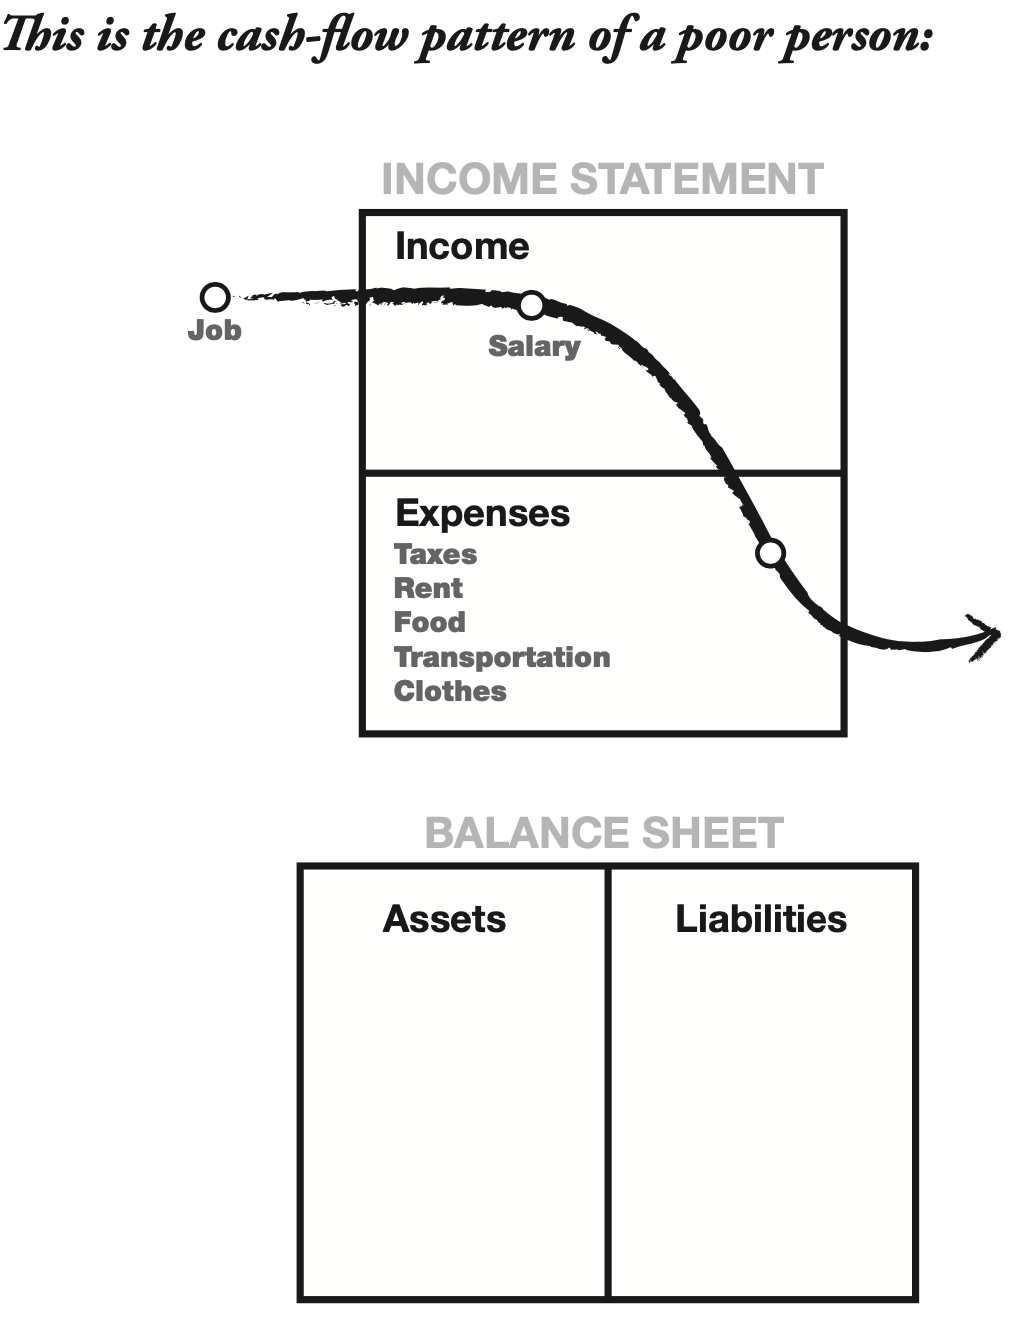 This is the cash-flow pattern of a poor person:
INCOME STATEMENT
Income
Job
Salary
Expenses
Taxes
Rent
Food
Transportation
Clothes
BALANCE SHEET
Assets
Liabilities